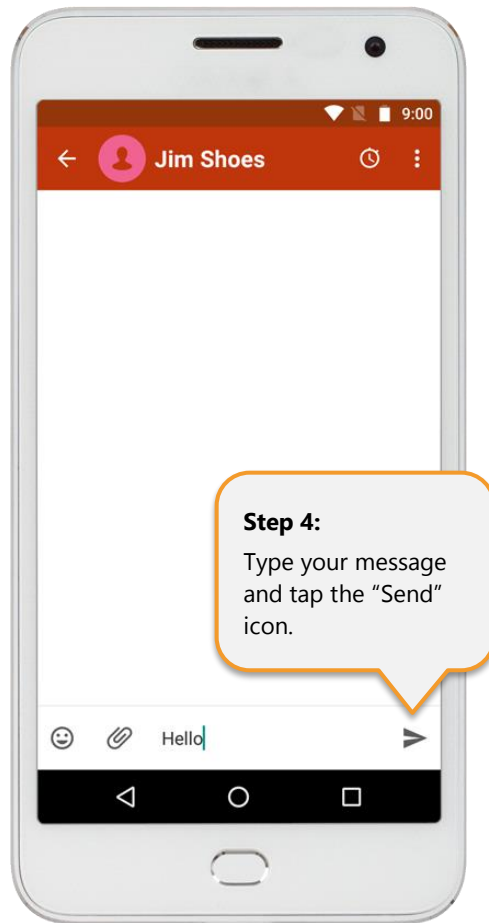 9:00
Jim Shoes
Step 4:
Type your message
and tap the “Send”
icon.
Hello